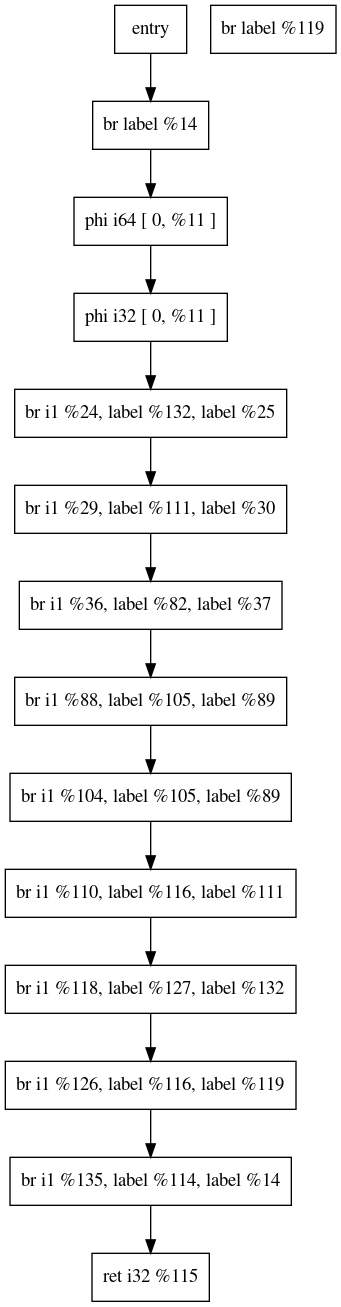 entry
br label %119
br label %14
phi i64 [ 0, %11 ]
phi i32 [ 0, %11 ]
br i1 %24, label %132, label %25
br i1 %29, label %111, label %30
br i1 %36, label %82, label %37
br i1 %88, label %105, label %89
br i1 %104, label %105, label %89
br i1 %110, label %116, label %111
br i1 %118, label %127, label %132
br i1 %126, label %116, label %119
br i1 %135, label %114, label %14
ret i32 %115